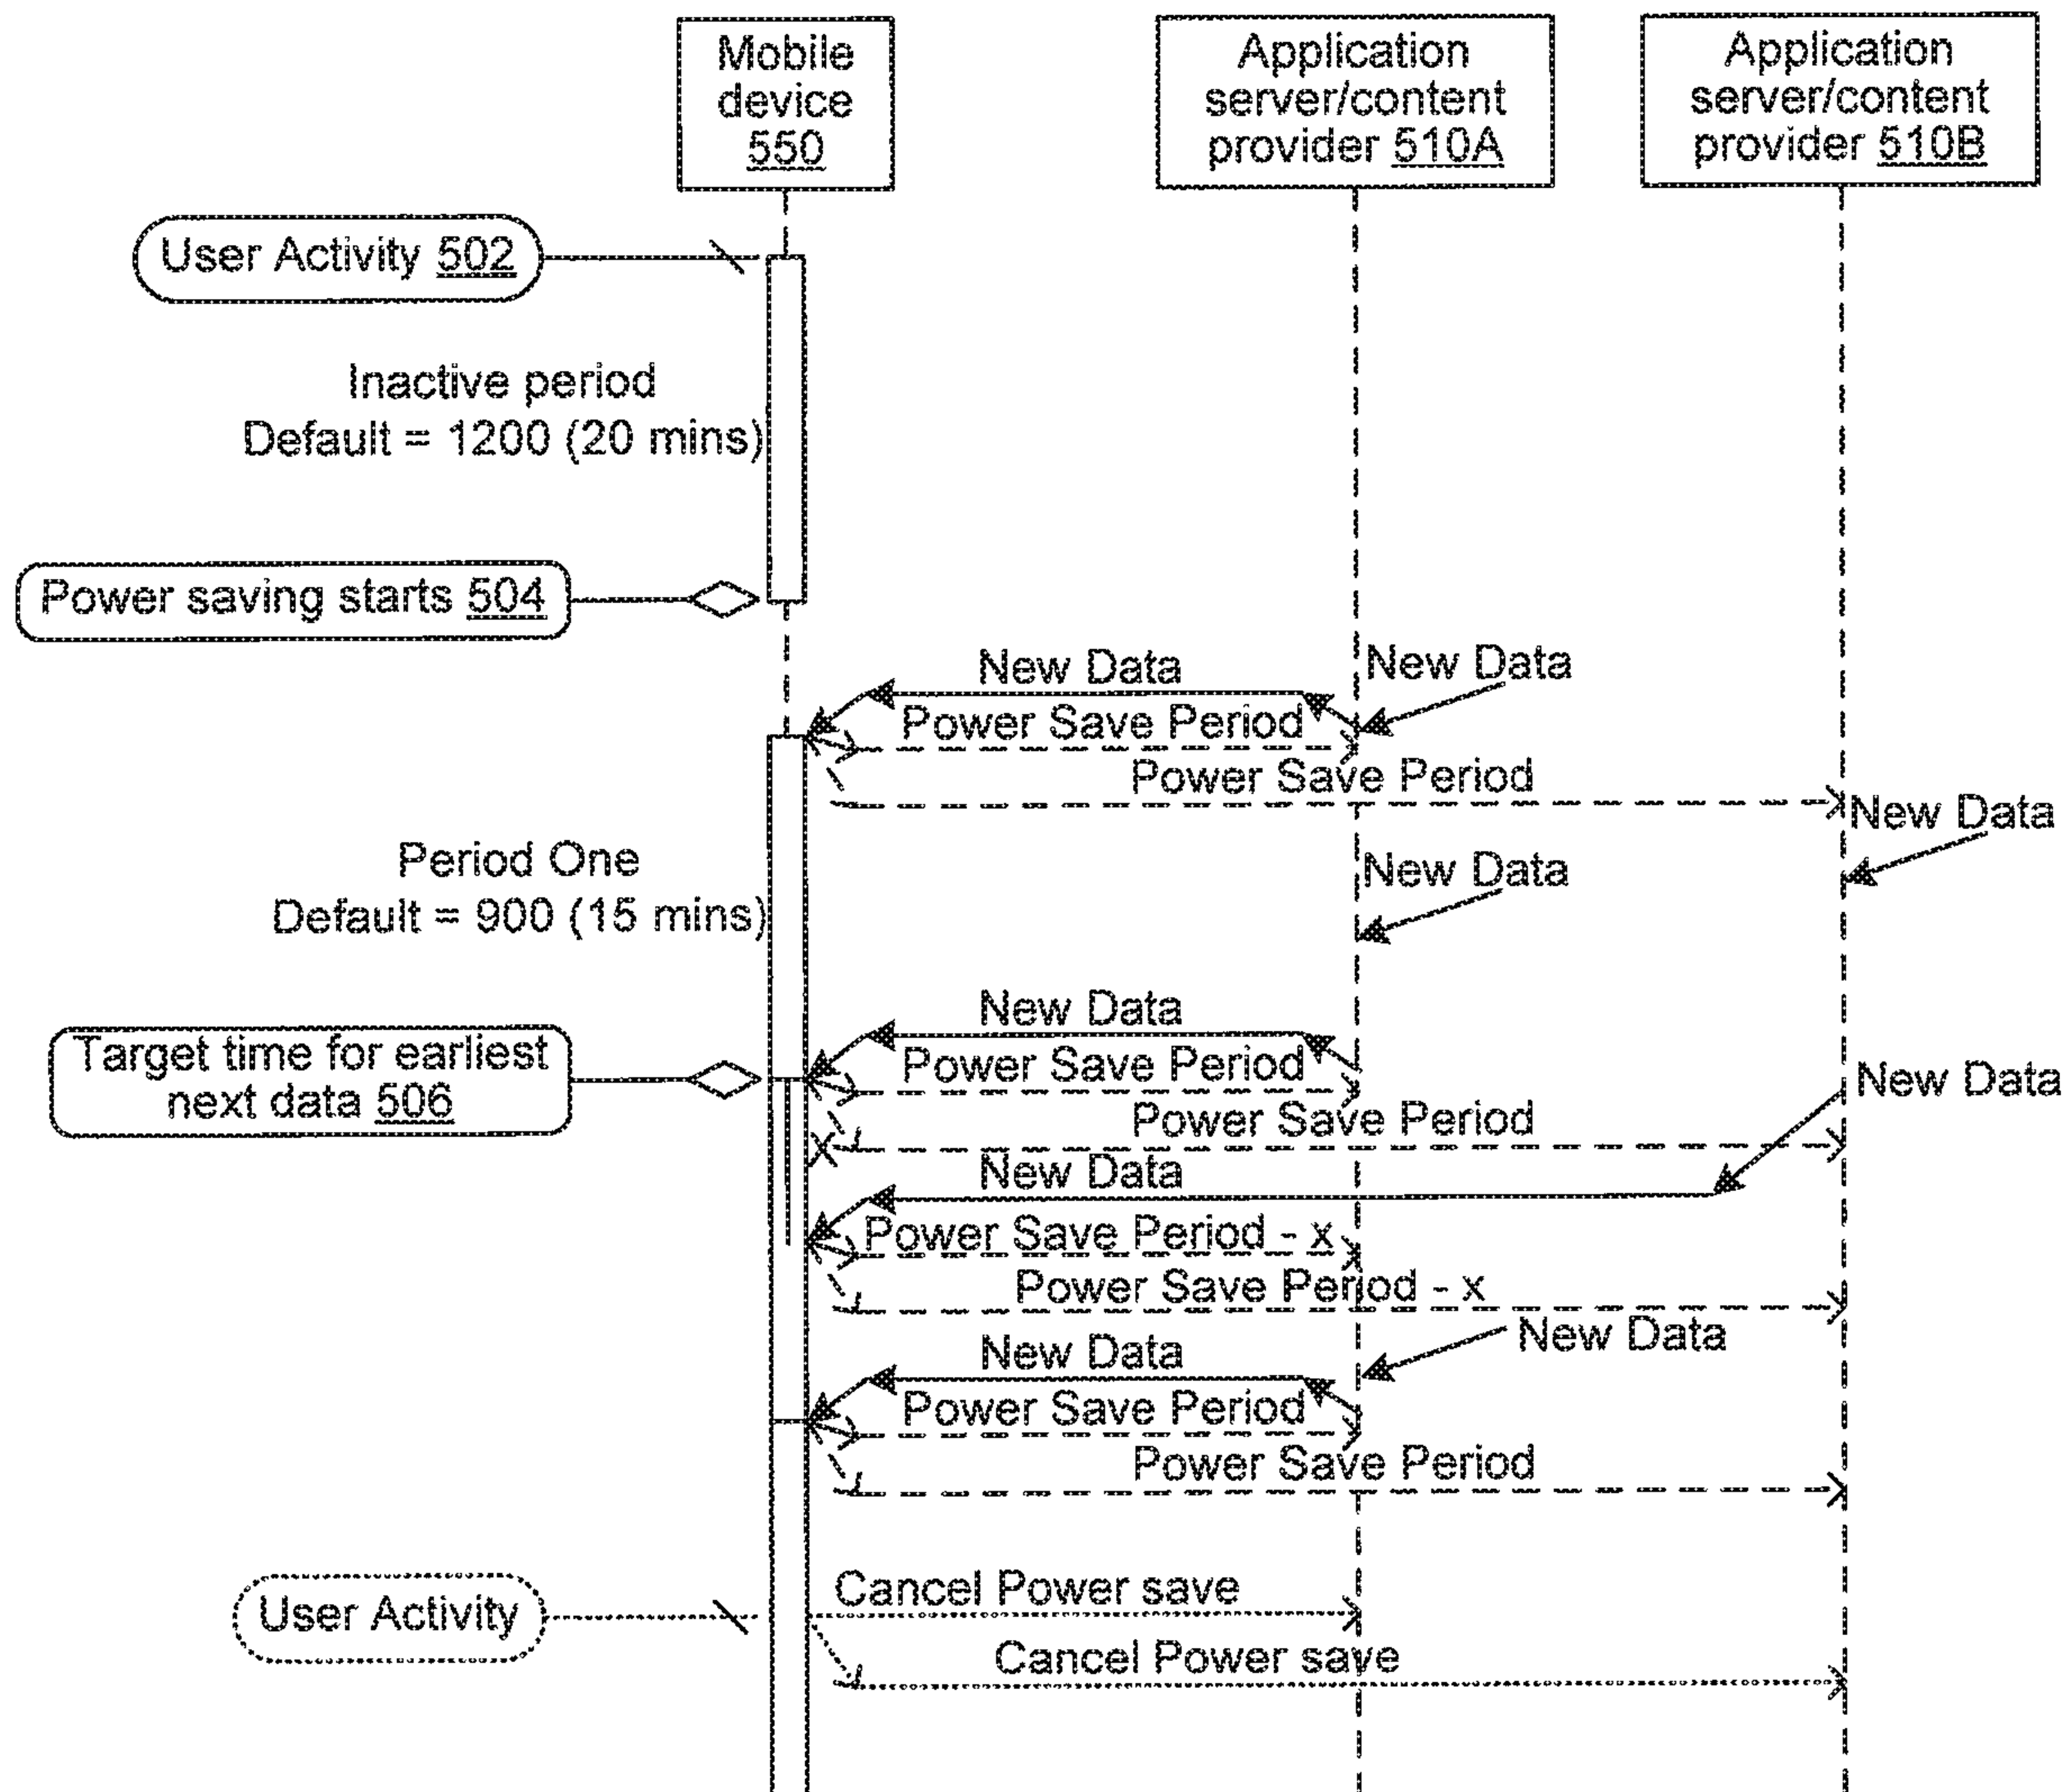 Mobile
device
550
Application
server/content
provider 510A
Application
server/content
provider 510B
User Activity 502
Inactive period
Default = 1200 (20 mins)
Power saving starts 504
New Data
New Data
Power Save Period
Power Save Period
New Data
Period One
Default = 900 (15 mins)
New Data
New Data
Target time for earliest
next data 506
Power Save Period
New Data
Power Save Period
x
New Data
Power Save Period - x
Power Save Period - x
New Data
New Data
Power Save Period
Power Save Period
User Activity
Cancel Power save
Cancel Power save